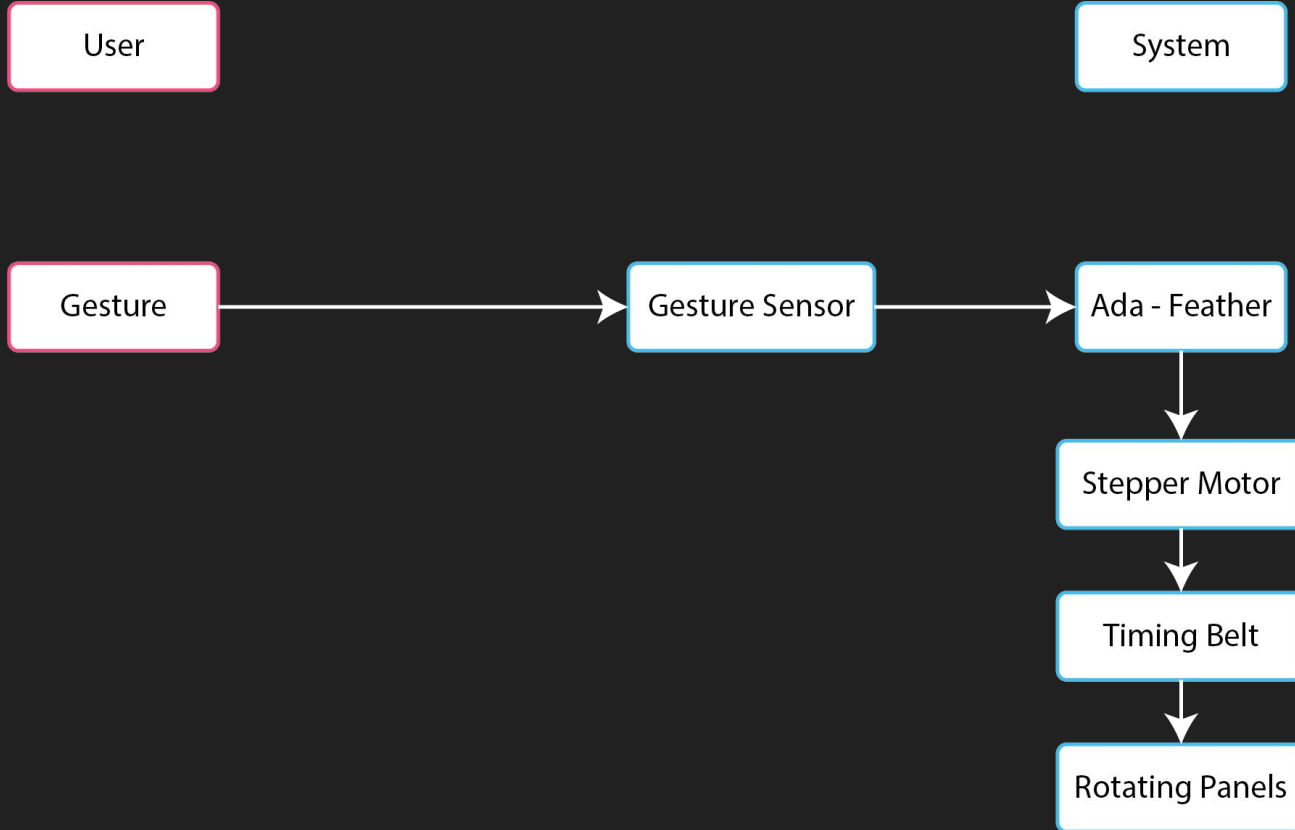 User
System
Gesture
Gesture Sensor
Ada - Feather
Stepper Motor
Timing Belt
Rotating Panels